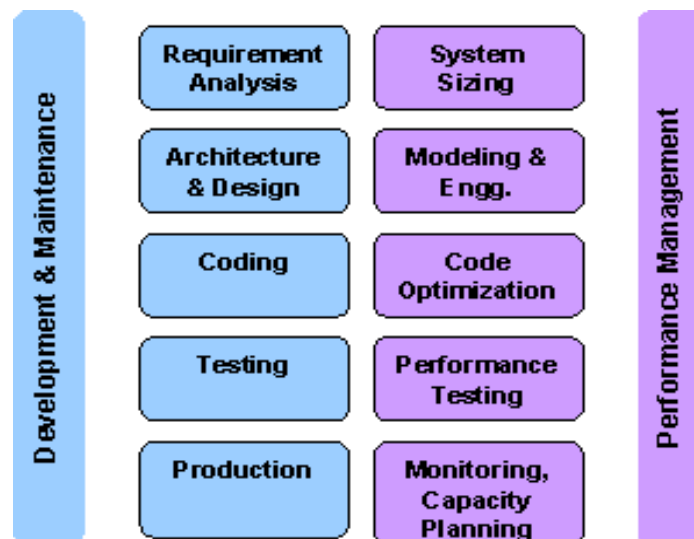 Development & Maintenance
Requirement
Analysis
System
Sizing
Architecture
& Design
Modeling &
Engg.
Coding
Code
Optimization
Testing
Performance
Testing
Production
Monitoring,
Capacity
Planning
Performance Management